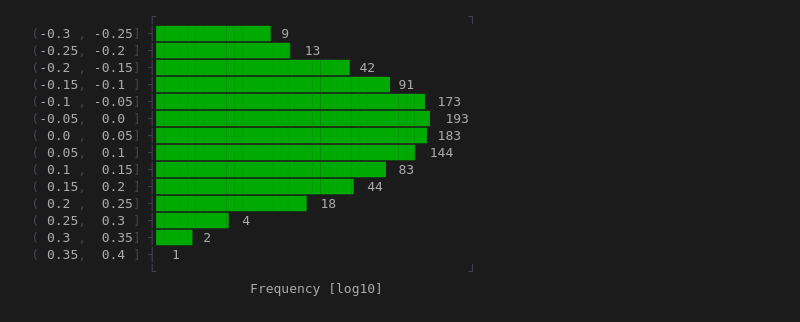 (-0.3 , -0.25] 9
(-0.25, -0.2 ] 13
(-0.2 , -0.15] 42
(-0.15, -0.1 ] 91
(-0.1 , -0.05] 173
(-0.05,  0.0 ] 193
( 0.0 ,  0.05] 183
( 0.05,  0.1 ] 144
( 0.1 ,  0.15] 83
( 0.15,  0.2 ] 44
( 0.2 ,  0.25] 18
( 0.25,  0.3 ] 4
( 0.3 ,  0.35] 2
( 0.35,  0.4 ] 1
Frequency [log10]